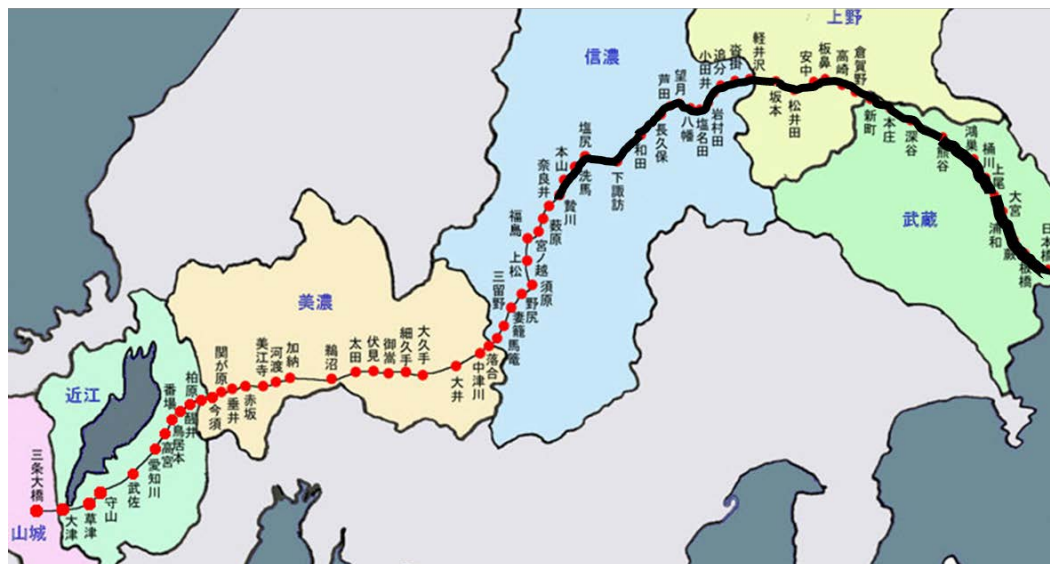 上野
信濃
武蔵
美濃
近江
山城
日本橋
板橋
蕨
浦和
大宮
上尾
桶川
鴻巣
熊谷
深谷
本庄
新町
倉賀野
高崎
板鼻
安中
松井田
坂本
軽井沢
沓掛
追分
小田井
岩村田
塩名田
八幡
望月
芦田
長久保
和田
下諏訪
塩尻
洗馬
本山
贄川
奈良井
藪原
宮ノ越
福島
上松
須原
野尻
三留野
妻籠
馬篭
落合
中津川
大井
大久手
細久手
御嵩
伏見
太田
鵜沼
加納
河渡
美江寺
赤坂
垂井
関が原
今須
柏原
醒井
番場
鳥居本
高宮
愛知川
武佐
守山
草津
大津
三条大橋